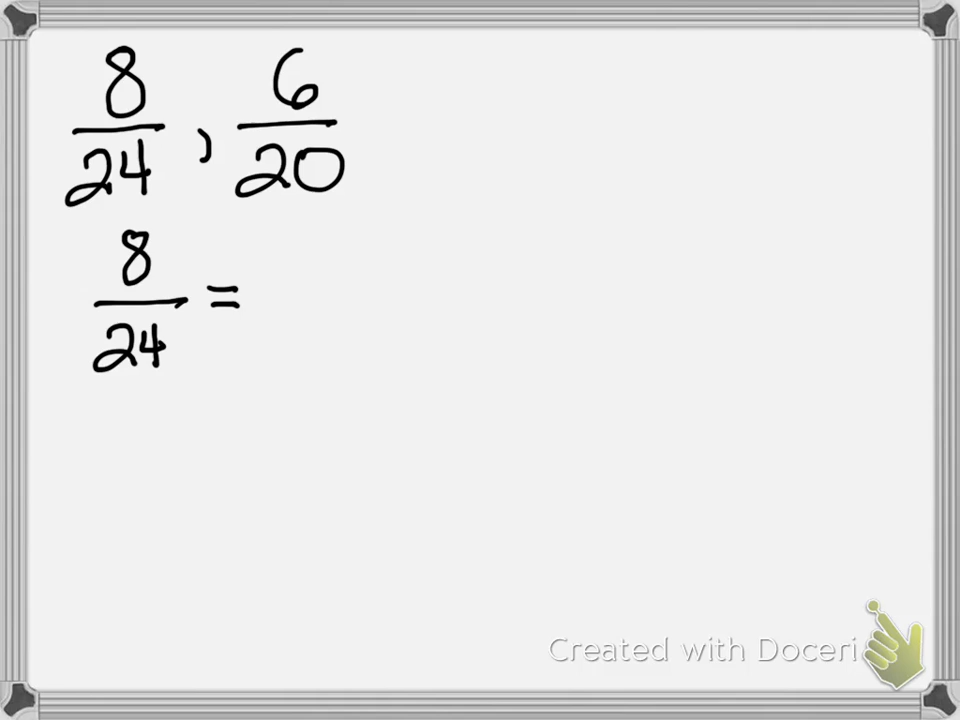 8/24 , 6/20
8/24 =
Created with Doceri